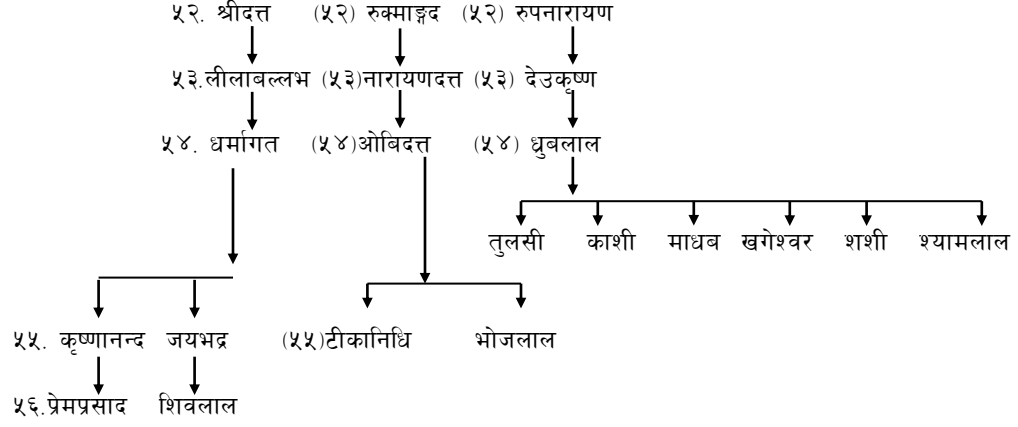 ५२. श्रीदत्त (५२) रुक्माङ्गद (५२) रुपनारायण
५३.लीलाबल्लभ (५३)नारायणदत्त (५३) देउकृष्ण
५४. धर्मागत (५४)ओबिदत्त (५४) ध्रुबलाल
तुलसी काशी माधब खगेश्वर शशी श्यामलाल
५५. कृष्णानन्द जयभद्र (५५)टीकानिधि भोजलाल
५६.प्रेमप्रसाद शिवलाल